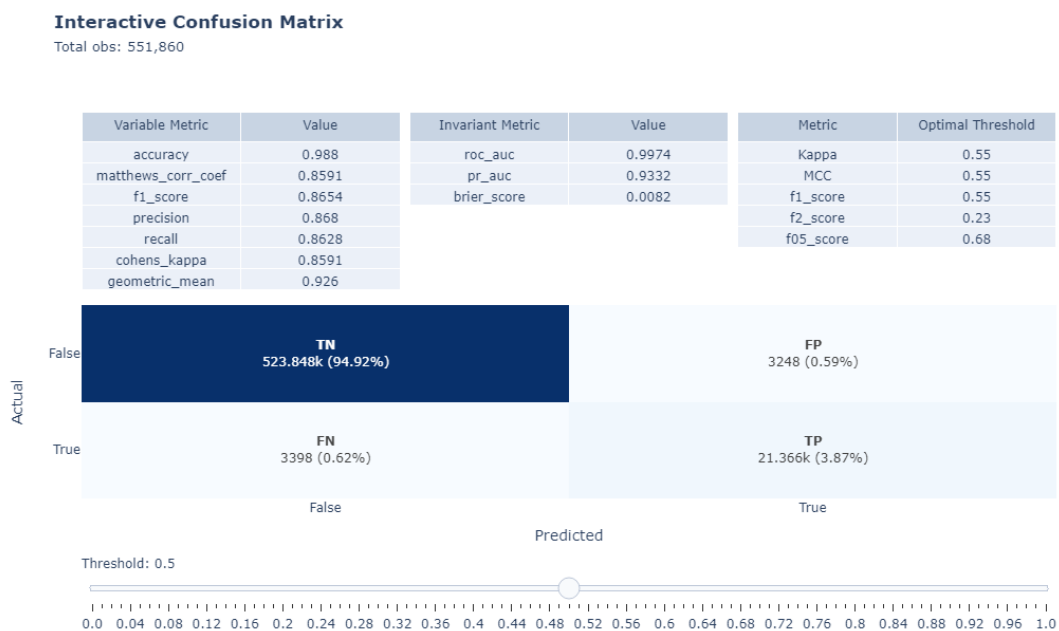 Interactive Confusion Matrix
Total obs: 551,860
Variable Metric Value
accuracy 0.988
matthews_corr_coef 0.8591
f1_score 0.8654
precision 0.868
recall 0.8628
cohens_kappa 0.8591
geometric_mean 0.926
Invariant Metric Value
roc_auc 0.9974
pr_auc 0.9332
brier_score 0.0082
Metric Optimal Threshold
Kappa 0.55
MCC 0.55
f1_score 0.55
f2_score 0.23
f05_score 0.68
Actual
False
TN
523.848k (94.92%)
FP
3248 (0.59%)
True
FN
3398 (0.62%)
TP
21.366k (3.87%)
False True
Predicted
Threshold: 0.5
0.0 0.04 0.08 0.12 0.16 0.2 0.24 0.28 0.32 0.36 0.4 0.44 0.48 0.52 0.56 0.6 0.64 0.68 0.72 0.76 0.8 0.84 0.88 0.92 0.96 1.0